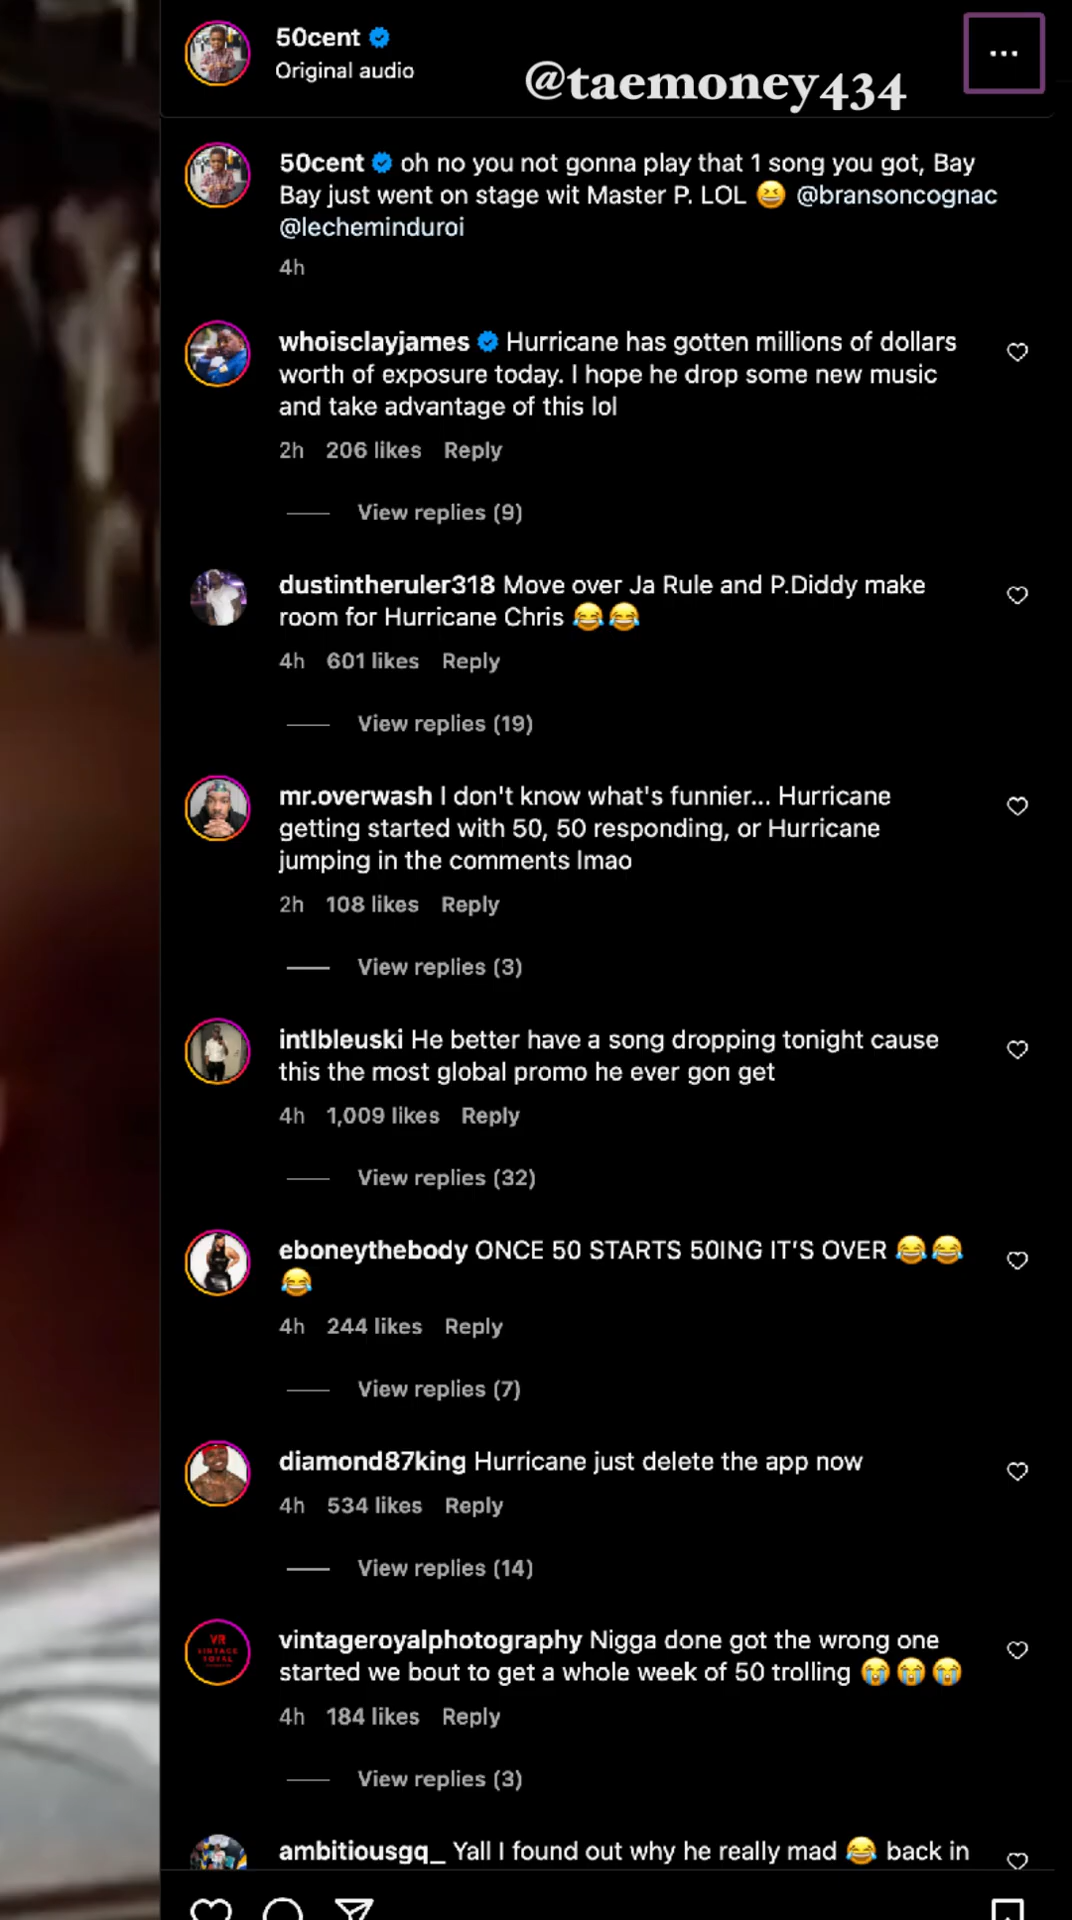 50cent
Original audio
@taemoney434
50cent oh no you not gonna play that 1 song you got, Bay
Bay just went on stage wit Master P. LOL 😆 @bransoncognac
@lecheminduroi
4h
whoisclayjames Hurricane has gotten millions of dollars
worth of exposure today. I hope he drop some new music
and take advantage of this lol
2h 206 likes Reply
View replies (9)
dustintheruler318 Move over Ja Rule and P.Diddy make
room for Hurricane Chris 😂😂
4h 601 likes Reply
View replies (19)
mr.overwash I don't know what's funnier... Hurricane
getting started with 50, 50 responding, or Hurricane
jumping in the comments lmao
2h 108 likes Reply
View replies (3)
intlbleuski He better have a song dropping tonight cause
this the most global promo he ever gon get
4h 1,009 likes Reply
View replies (32)
eboneythebody ONCE 50 STARTS 50ING IT'S OVER 😂😂
😂
4h 244 likes Reply
View replies (7)
diamond87king Hurricane just delete the app now
4h 534 likes Reply
View replies (14)
VR
VINTAGE
ROYAL
vintageroyalphotography Nigga done got the wrong one
started we bout to get a whole week of 50 trolling 😭😭😭
4h 184 likes Reply
View replies (3)
ambitiousgq_ Yall I found out why he really mad 😂 back in